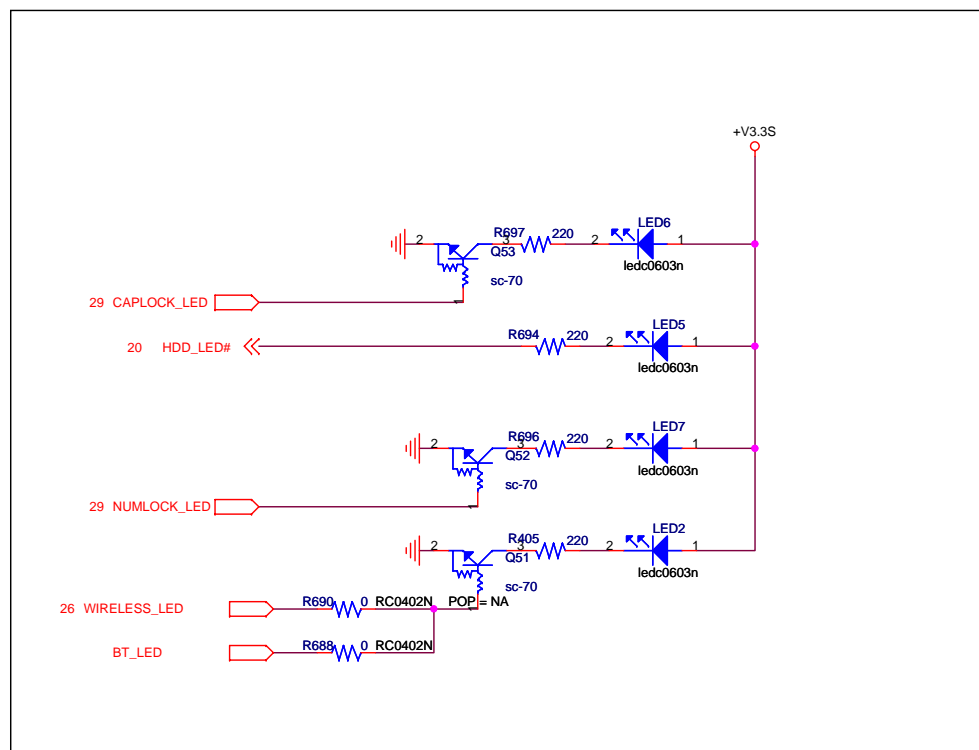 +V3.3S
LED6
R697 220
2 3 2 1
Q53
ledc0603n
sc-70
29 CAPLOCK_LED 1
LED5
R694 220
20 HDD_LED# 2 1
ledc0603n
LED7
R696 220
2 3 2 1
Q52
ledc0603n
sc-70
29 NUMLOCK_LED 1
LED2
R405 220
2 3 2 1
Q51
ledc0603n
sc-70
R690 0 RC0402N POP = NA
26 WIRELESS_LED 1
R688 0 RC0402N
BT_LED